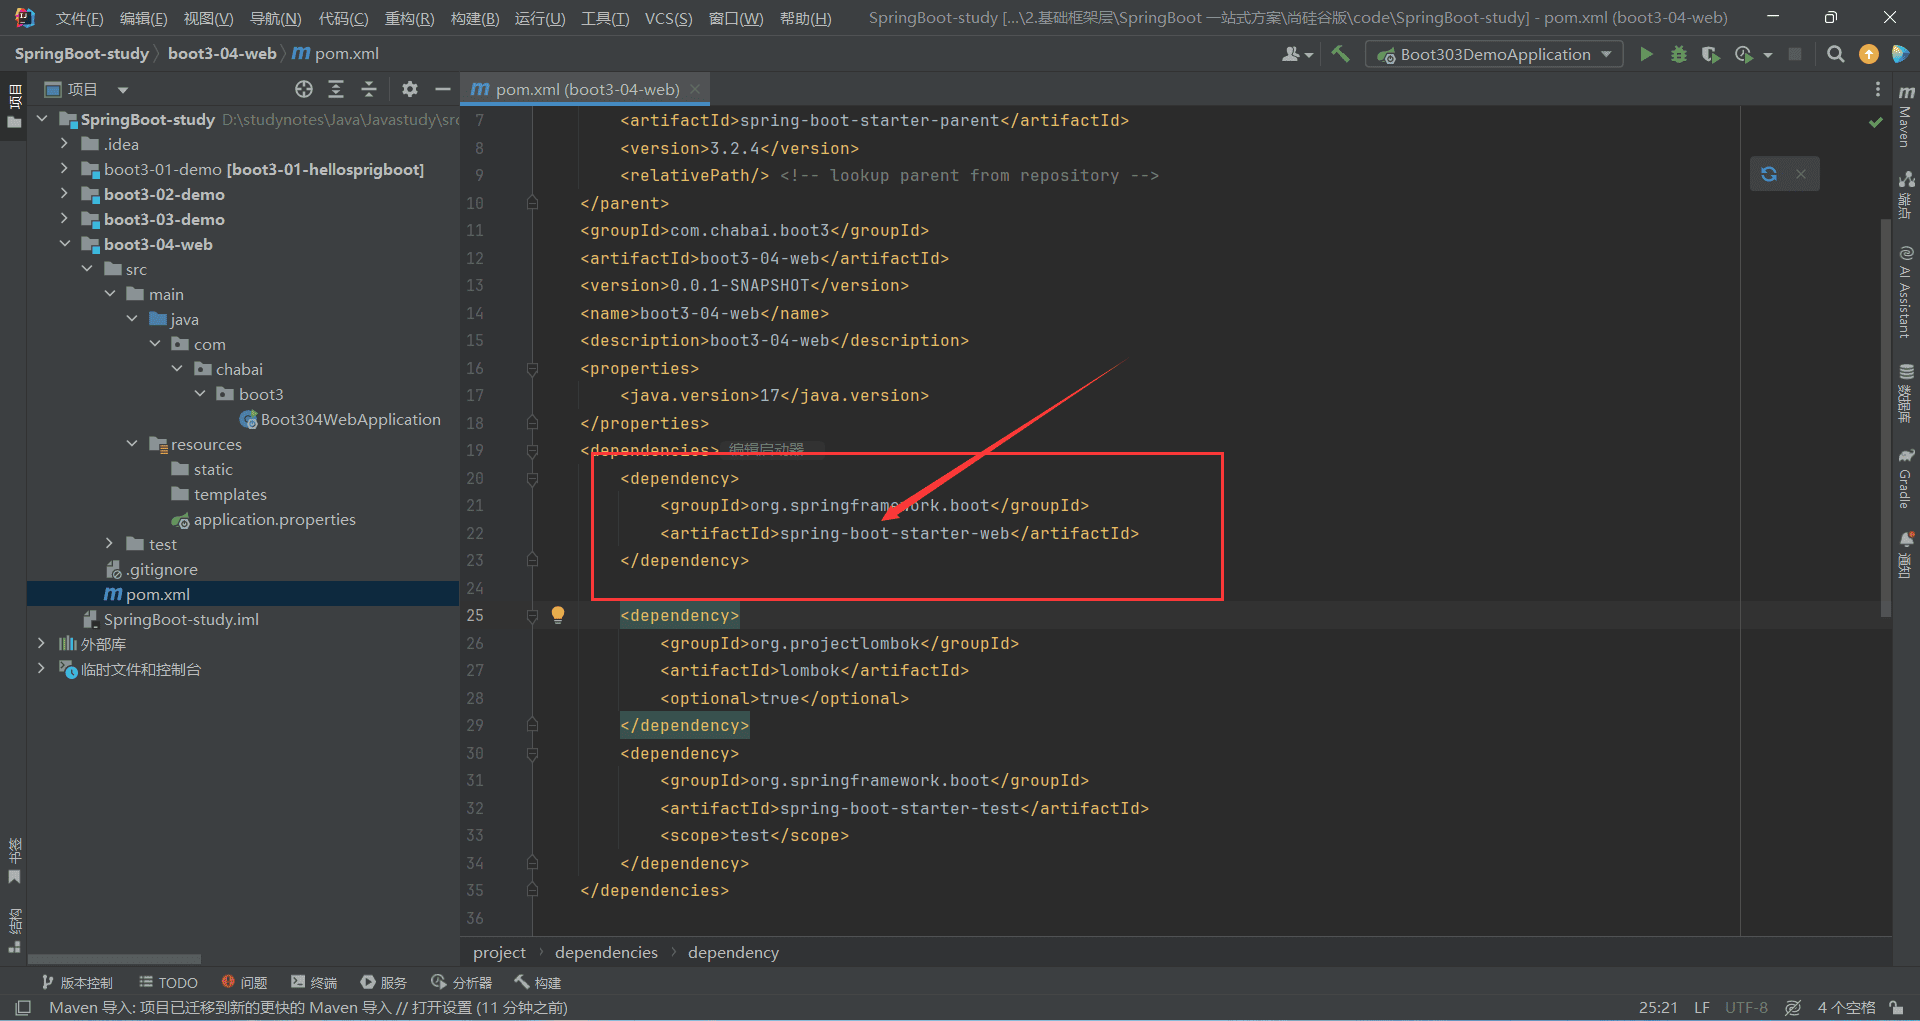 文件(F) 编辑(E) 视图(V) 导航(N) 代码(C) 重构(R) 构建(B) 运行(U) 工具(T) VCS(S) 窗口(W) 帮助(H) SpringBoot-study [...\2.基础框架层\SpringBoot 一站式方案\尚硅谷版\code\SpringBoot-study] - pom.xml (boot3-04-web)
SpringBoot-study boot3-04-web pom.xml Boot303DemoApplication
项目
pom.xml (boot3-04-web)
项目
SpringBoot-study D:\studynotes\Java\Javastudy\src
.idea
boot3-01-demo [boot3-01-hellosprigboot]
boot3-02-demo
boot3-03-demo
boot3-04-web
src
main
java
com
chabai
boot3
Boot304WebApplication
resources
static
templates
application.properties
test
.gitignore
pom.xml
SpringBoot-study.iml
外部库
临时文件和控制台
书签
结构
7 <artifactId>spring-boot-starter-parent</artifactId>
8 <version>3.2.4</version>
9 <relativePath/> <!-- lookup parent from repository -->
10 </parent>
11 <groupId>com.chabai.boot3</groupId>
12 <artifactId>boot3-04-web</artifactId>
13 <version>0.0.1-SNAPSHOT</version>
14 <name>boot3-04-web</name>
15 <description>boot3-04-web</description>
16 <properties>
17 <java.version>17</java.version>
18 </properties>
19 <dependencies> 编辑启动器
20 <dependency>
21 <groupId>org.springframework.boot</groupId>
22 <artifactId>spring-boot-starter-web</artifactId>
23 </dependency>
24
25 <dependency>
26 <groupId>org.projectlombok</groupId>
27 <artifactId>lombok</artifactId>
28 <optional>true</optional>
29 </dependency>
30 <dependency>
31 <groupId>org.springframework.boot</groupId>
32 <artifactId>spring-boot-starter-test</artifactId>
33 <scope>test</scope>
34 </dependency>
35 </dependencies>
36
Maven
端点
AI Assistant
数据库
Gradle
通知
project dependencies dependency
版本控制 TODO 问题 终端 服务 分析器 构建
Maven 导入: 项目已迁移到新的更快的 Maven 导入 // 打开设置 (11 分钟之前) 25:21 LF UTF-8 4 个空格